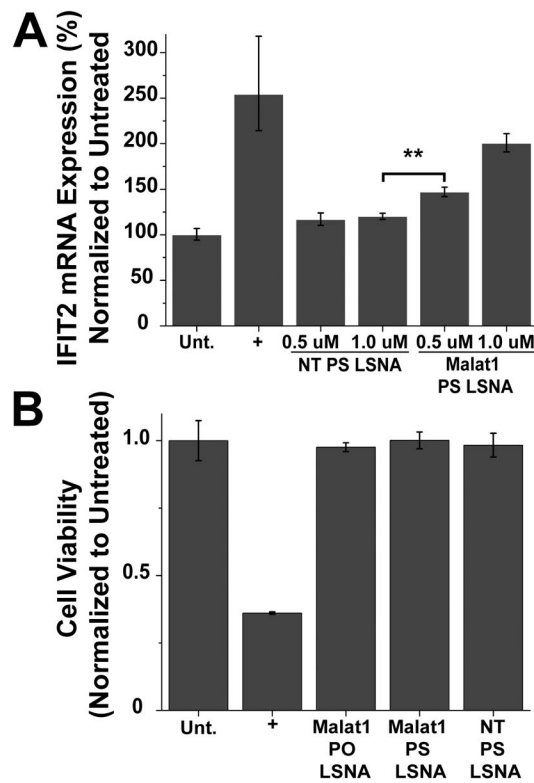 A
IFIT2 mRNA Expression (%)
Normalized to Untreated
300
250
200
150
100
50
0
**
Unt. + 0.5 uM 1.0 uM 0.5 uM 1.0 uM
NT PS LSNA Malat1
PS LSNA
B
Cell Viability
(Normalized to Untreated)
1.0
0.5
0
Unt. + Malat1 Malat1 NT
PO PS PS
LSNA LSNA LSNA